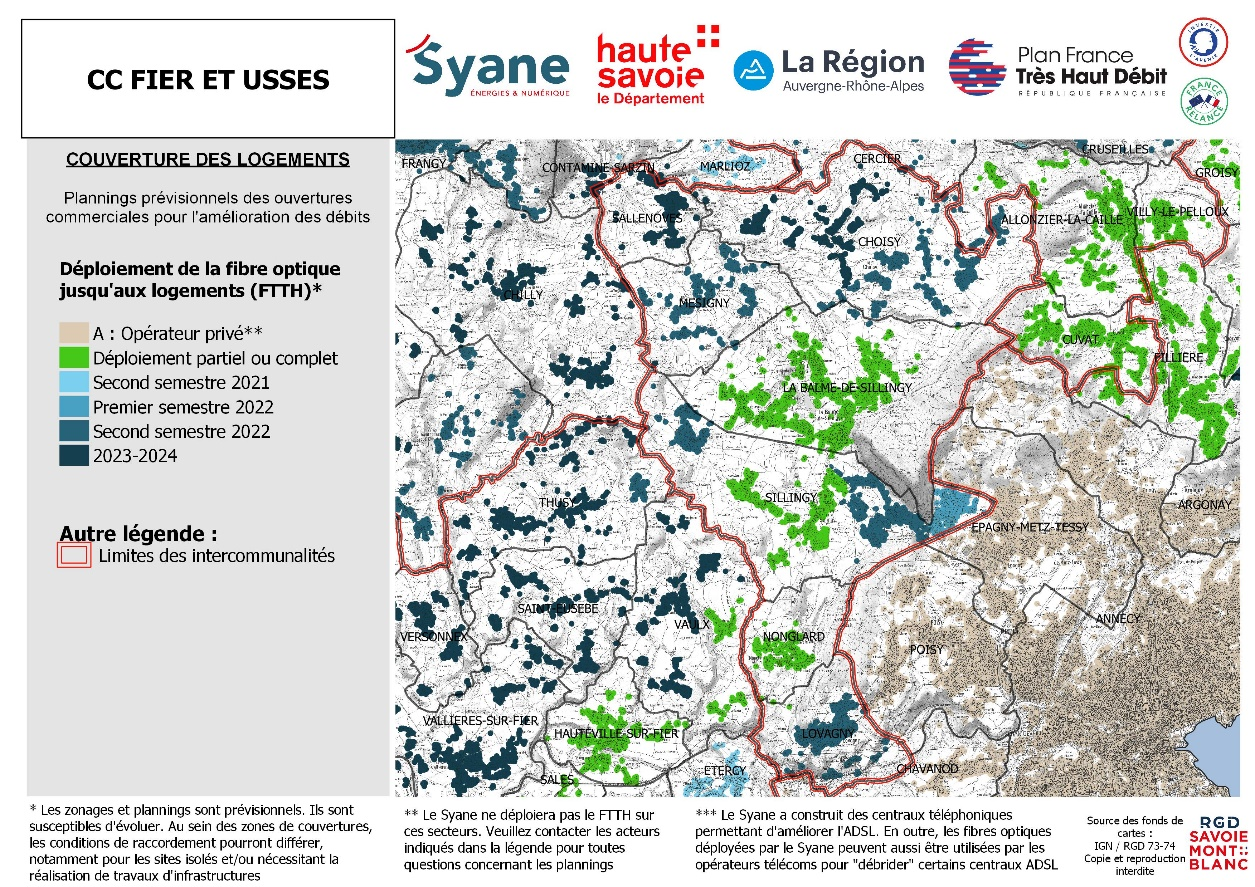 CC FIER ET USSES
Syane
ÉNERGIES & NUMÉRIQUE
haute
savoie
le Département
La Région
Auvergne-Rhône-Alpes
Plan France
Très Haut Débit
RÉPUBLIQUE FRANÇAISE
FRANCE
RELANCE
COUVERTURE DES LOGEMENTS
Plannings prévisionnels des ouvertures
commerciales pour l'amélioration des débits
Déploiement de la fibre optique
jusqu'aux logements (FTTH)*
A : Opérateur privé**
Déploiement partiel ou complet
Second semestre 2021
Premier semestre 2022
Second semestre 2022
2023-2024
Autre légende :
Limites des intercommunalités
FRANGY
CONTAMINE-SARZIN
MARLIOZ
CERCIER
CRUSEILLES
GROISY
SALLENOVES
ALLONZIER-LA-CAILLE
VILLY-LE-PELLOUX
CHOISY
CHILLY
MESIGNY
CUVAT
FILLIERE
LA BALME-DE-SILLINGY
THUSY
SILLINGY
ARGONAY
EPAGNY-METZ-TESSY
SAINT-EUSEBE
VAULX
ANNECY
VERSONNEX
NONGLARD
POISY
VALLIERES-SUR-FIER
HAUTEVILLE-SUR-FIER
LOVAGNY
SALES
ETERCY
CHAVANOD
* Les zonages et plannings sont prévisionnels. Ils sont
susceptibles d'évoluer. Au sein des zones de couvertures,
les conditions de raccordement pourront différer,
notamment pour les sites isolés et/ou nécessitant la
réalisation de travaux d'infrastructures
** Le Syane ne déploiera pas le FTTH sur
ces secteurs. Veuillez contacter les acteurs
indiqués dans la légende pour toutes
questions concernant les plannings
*** Le Syane a construit des centraux téléphoniques
permettant d'améliorer l'ADSL. En outre, les fibres optiques
déployées par le Syane peuvent aussi être utilisées par les
opérateurs télécoms pour "débrider" certains centraux ADSL
Source des fonds de
cartes :
IGN / RGD 73-74
Copie et reproduction
interdite
RGD
SAVOIE
MONT
BLANC